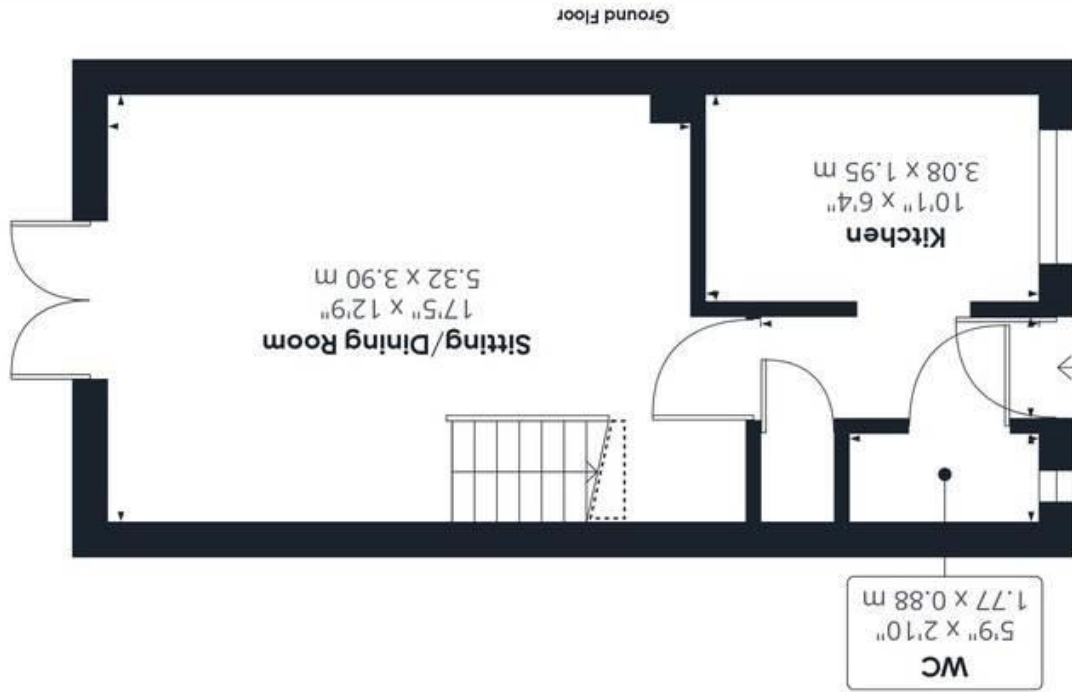 WC
5'9" x 2'10"
1.77 x 0.88 m
Sitting/Dining Room
17'5" x 12'9"
5.32 x 3.90 m
Kitchen
10'1" x 6'4"
3.08 x 1.95 m
Ground Floor